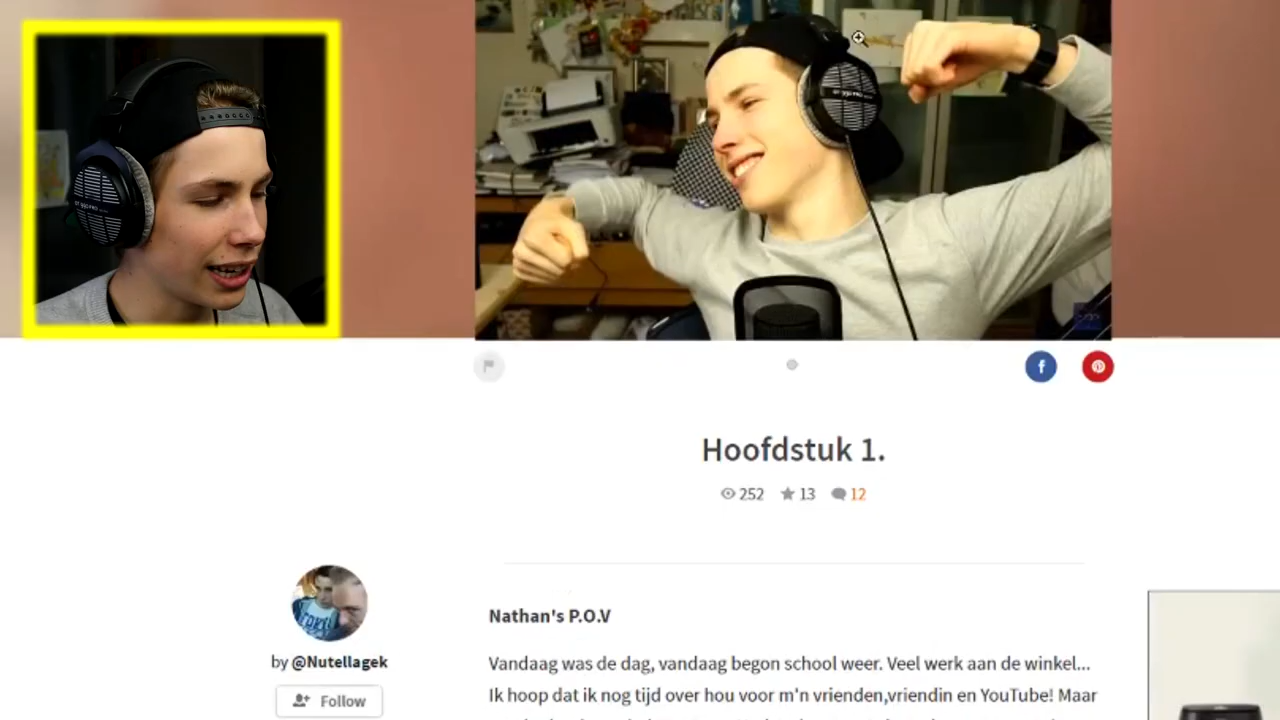 Hoofdstuk 1.
252 13 12
Nathan's P.O.V
by @Nutellagek
Follow
Vandaag was de dag, vandaag begon school weer. Veel werk aan de winkel...
Ik hoop dat ik nog tijd over hou voor m'n vrienden,vriendin en YouTube! Maar